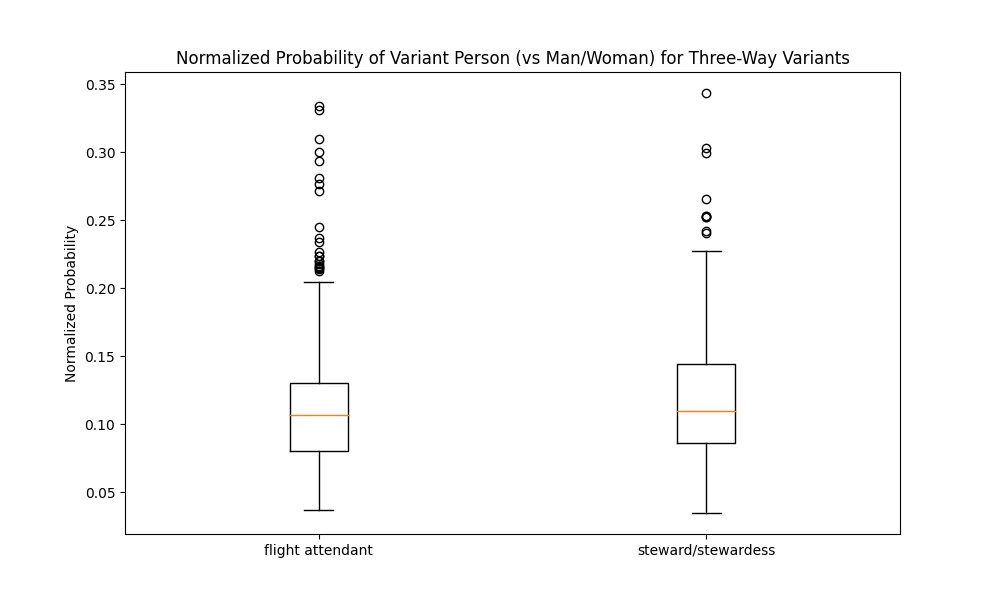 Normalized Probability of Variant Person (vs Man/Woman) for Three-Way Variants
Normalized Probability
0.35
0.30
0.25
0.20
0.15
0.10
0.05
flight attendant
steward/stewardess